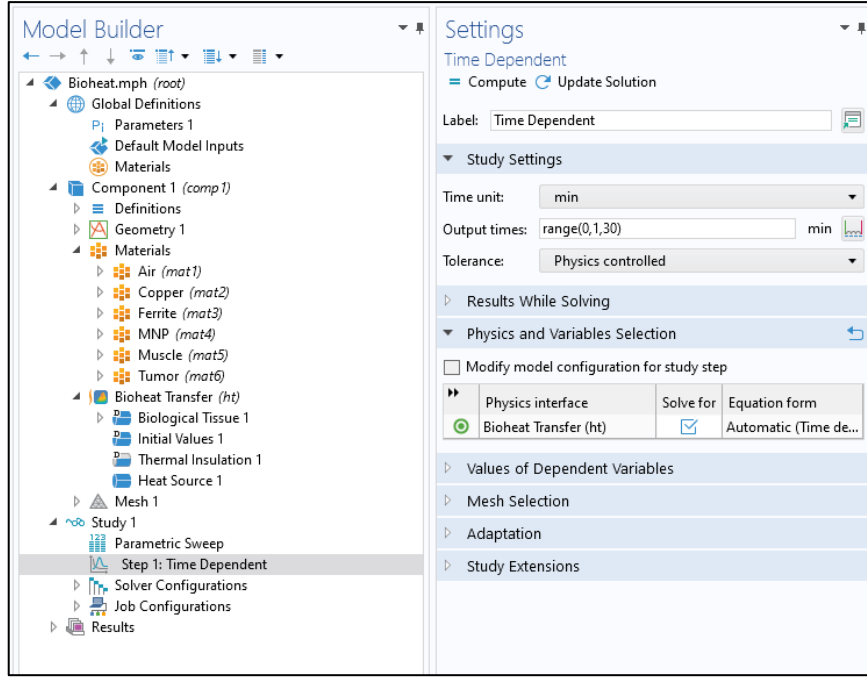 Model Builder
Bioheat.mph (root)
Global Definitions
Pi Parameters 1
Default Model Inputs
Materials
Component 1 (comp1)
Definitions
Geometry 1
Materials
Air (mat1)
Copper (mat2)
Ferrite (mat3)
MNP (mat4)
Muscle (mat5)
Tumor (mat6)
Bioheat Transfer (ht)
D Biological Tissue 1
D Initial Values 1
D Thermal Insulation 1
Heat Source 1
Mesh 1
Study 1
123 Parametric Sweep
Step 1: Time Dependent
Solver Configurations
Job Configurations
Results
Settings
Time Dependent
= Compute Update Solution
Label: Time Dependent
Study Settings
Time unit: min
Output times: range(0,1,30) min
Tolerance: Physics controlled
Results While Solving
Physics and Variables Selection
Modify model configuration for study step
Physics interface Solve for Equation form
Bioheat Transfer (ht) Automatic (Time de...
Values of Dependent Variables
Mesh Selection
Adaptation
Study Extensions